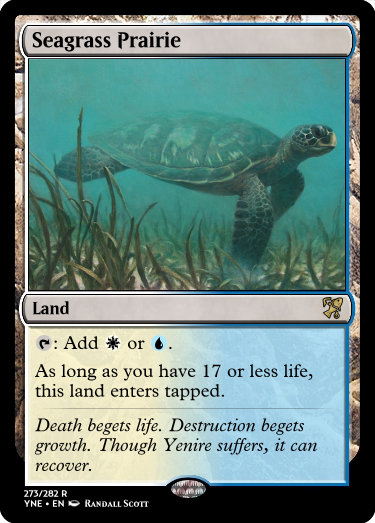 Seagrass Prairie
Land
: Add or .
As long as you have 17 or less life,
this land enters tapped.
Death begets life. Destruction begets
growth. Though Yenire suffers, it can
recover.
273/282 R
YNE • EN Randall Scott